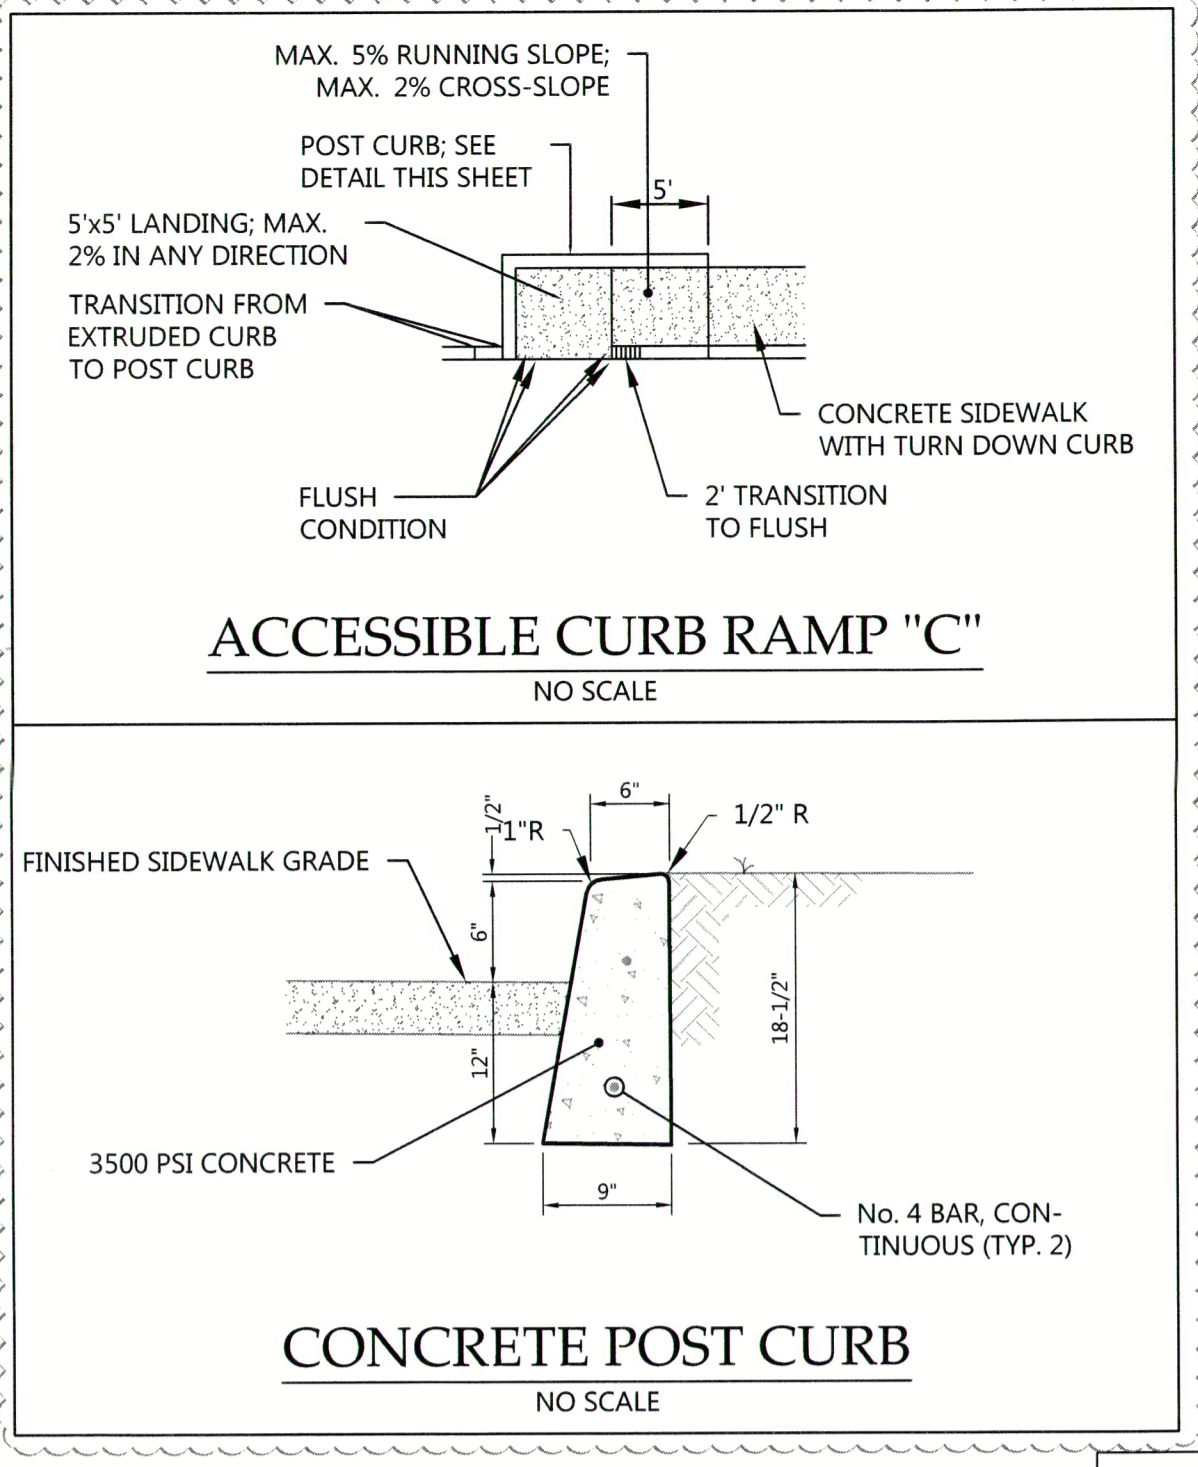 MAX. 5% RUNNING SLOPE;
MAX. 2% CROSS-SLOPE
POST CURB; SEE
DETAIL THIS SHEET
5'
5'x5' LANDING; MAX.
2% IN ANY DIRECTION
TRANSITION FROM
EXTRUDED CURB
TO POST CURB
CONCRETE SIDEWALK
WITH TURN DOWN CURB
FLUSH
CONDITION
2' TRANSITION
TO FLUSH
ACCESSIBLE CURB RAMP "C"
NO SCALE
6"
1/2"
1"R
1/2" R
FINISHED SIDEWALK GRADE
6"
18-1/2"
12"
3500 PSI CONCRETE
9"
No. 4 BAR, CON-
TINUOUS (TYP. 2)
CONCRETE POST CURB
NO SCALE